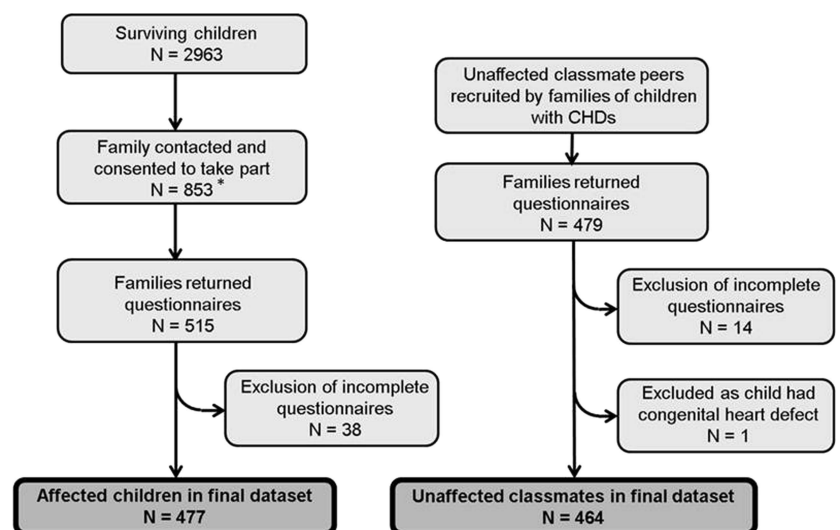 Surviving children
N = 2963
Family contacted and
consented to take part
N = 853*
Families returned
questionnaires
N = 515
Exclusion of incomplete
questionnaires
N = 38
Affected children in final dataset
N = 477
Unaffected classmate peers
recruited by families of children
with CHDs
Families returned
questionnaires
N = 479
Exclusion of incomplete
questionnaires
N = 14
Excluded as child had
congenital heart defect
N = 1
Unaffected classmates in final dataset
N = 464